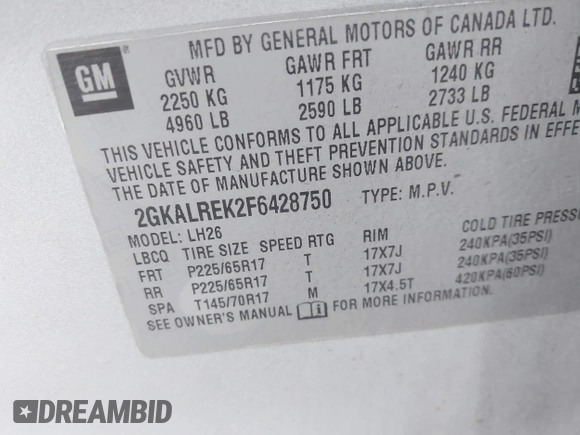 MFD BY GENERAL MOTORS OF CANADA LTD.
GM
GVWR GAWR FRT GAWR RR
2250 KG 1175 KG 1240 KG
4960 LB 2590 LB 2733 LB
THIS VEHICLE CONFORMS TO ALL APPLICABLE U.S. FEDERAL M
VEHICLE SAFETY AND THEFT PREVENTION STANDARDS IN EFFE
THE DATE OF MANUFACTURE SHOWN ABOVE.
2GKALREK2F6428750 TYPE: M.P.V.
MODEL: LH26
LBCQ TIRE SIZE SPEED RTG RIM COLD TIRE PRESSU
FRT P225/65R17 T 17X7J 240KPA(35PSI)
RR P225/65R17 T 17X7J 240KPA(35PSI)
SPA T145/70R17 M 17X4.5T 420KPA(60PSI)
SEE OWNER'S MANUAL FOR MORE INFORMATION.
DREAMBID